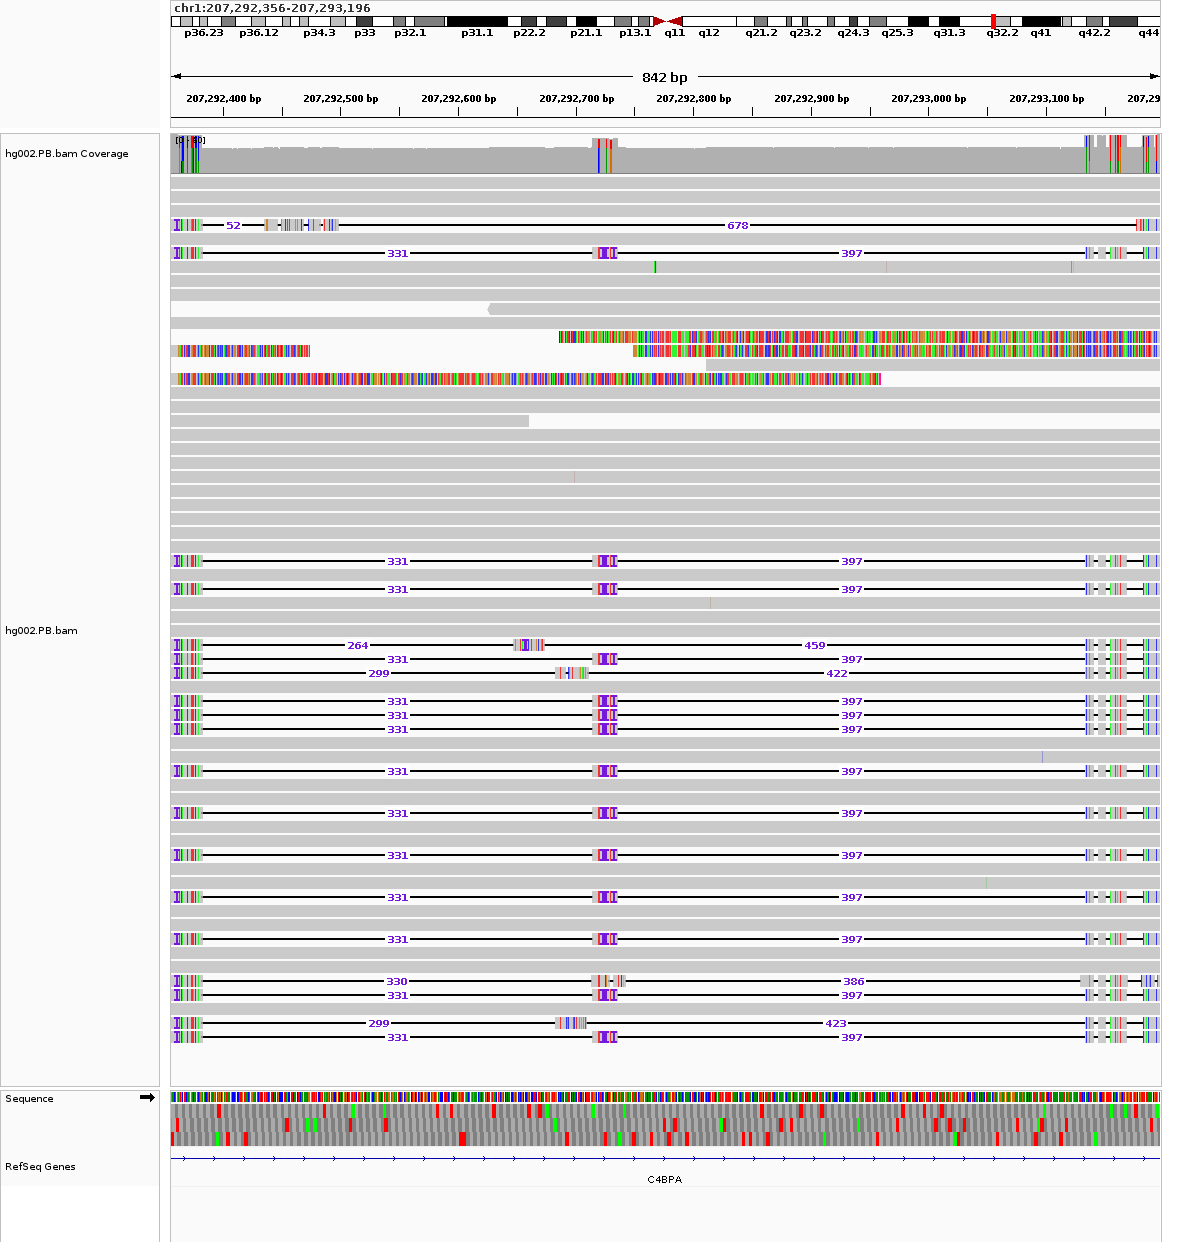 chr1:207,292,356-207,293,196
p36.23 p36.12 p34.3 p33 p32.1 p31.1 p22.2 p21.1 p13.1 q11 q12 q21.2 q23.2 q24.3 q25.3 q31.3 q32.2 q41 q42.2 q44
842 bp
207,292,400 bp 207,292,500 bp 207,292,600 bp 207,292,700 bp 207,292,800 bp 207,292,900 bp 207,293,000 bp 207,293,100 bp 207,29
hg002.PB.bam Coverage
52 678
331 397
331 397
331 397
hg002.PB.bam
264 459
331 397
299 422
331 397
331 397
331 397
331 397
331 397
331 397
331 397
331 397
330 386
331 397
299 423
331 397
Sequence
RefSeq Genes
C4BPA